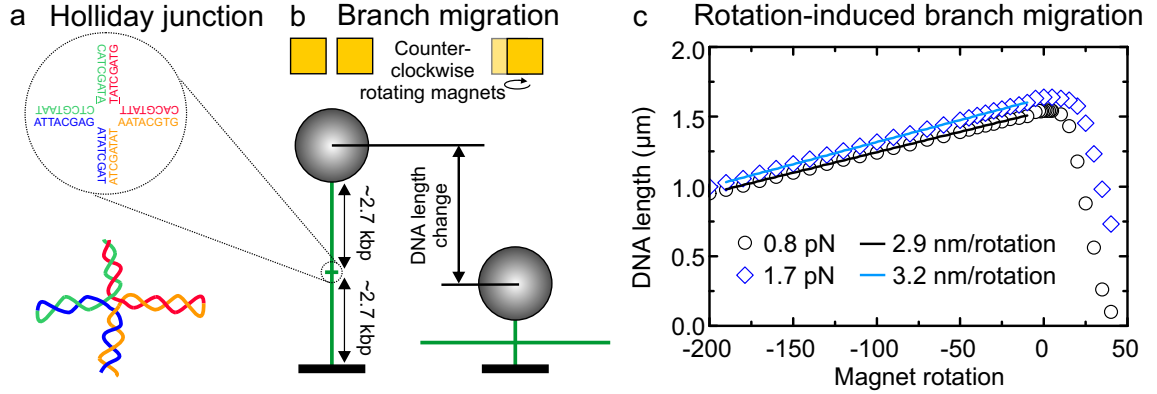 a Holliday junction
CATCGATA
TATCGATG
CTCGGTAAT
CACGTATT
ATTACGAG
AATACGTG
ATATCGAT
ATCGATAT
b Branch migration
Counter-
clockwise
rotating magnets
~2.7 kbp
~2.7 kbp
DNA length
change
c Rotation-induced branch migration
DNA length (µm)
2.0
1.5
1.0
0.5
0.0
0.8 pN
2.9 nm/rotation
1.7 pN
3.2 nm/rotation
-200
-150
-100
-50
0
50
Magnet rotation